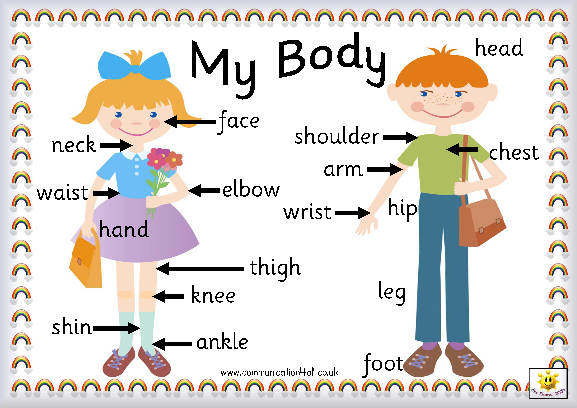 My Body
head
face
neck
shoulder
chest
arm
waist
elbow
wrist
hip
hand
thigh
leg
knee
shin
ankle
foot
www.communication4all.co.uk